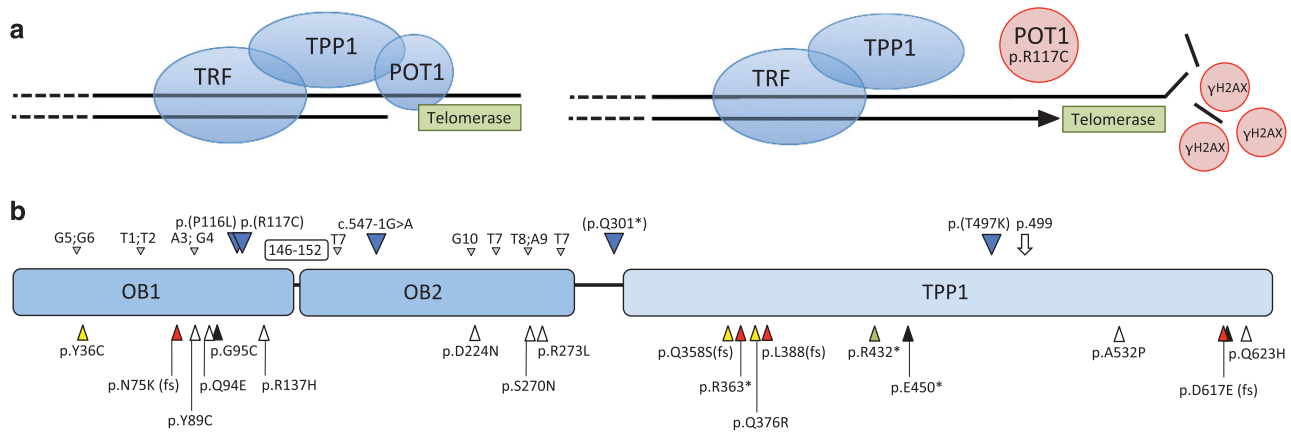 a
TRF
TPP1
POT1
Telomerase
TRF
TPP1
POT1
p.R117C
Telomerase
γH2AX
γH2AX
γH2AX
b
G5;G6
T1;T2
A3; G4
p.(P116L)
p.(R117C)
146-152
T7
c.547-1G>A
G10
T7
T8;A9
T7
(p.Q301*)
p.(T497K)
p.499
OB1
OB2
TPP1
p.Y36C
p.N75K (fs)
p.Y89C
p.Q94E
p.G95C
p.R137H
p.D224N
p.S270N
p.R273L
p.Q358S(fs)
p.R363*
p.Q376R
p.L388(fs)
p.R432*
p.E450*
p.A532P
p.D617E (fs)
p.Q623H